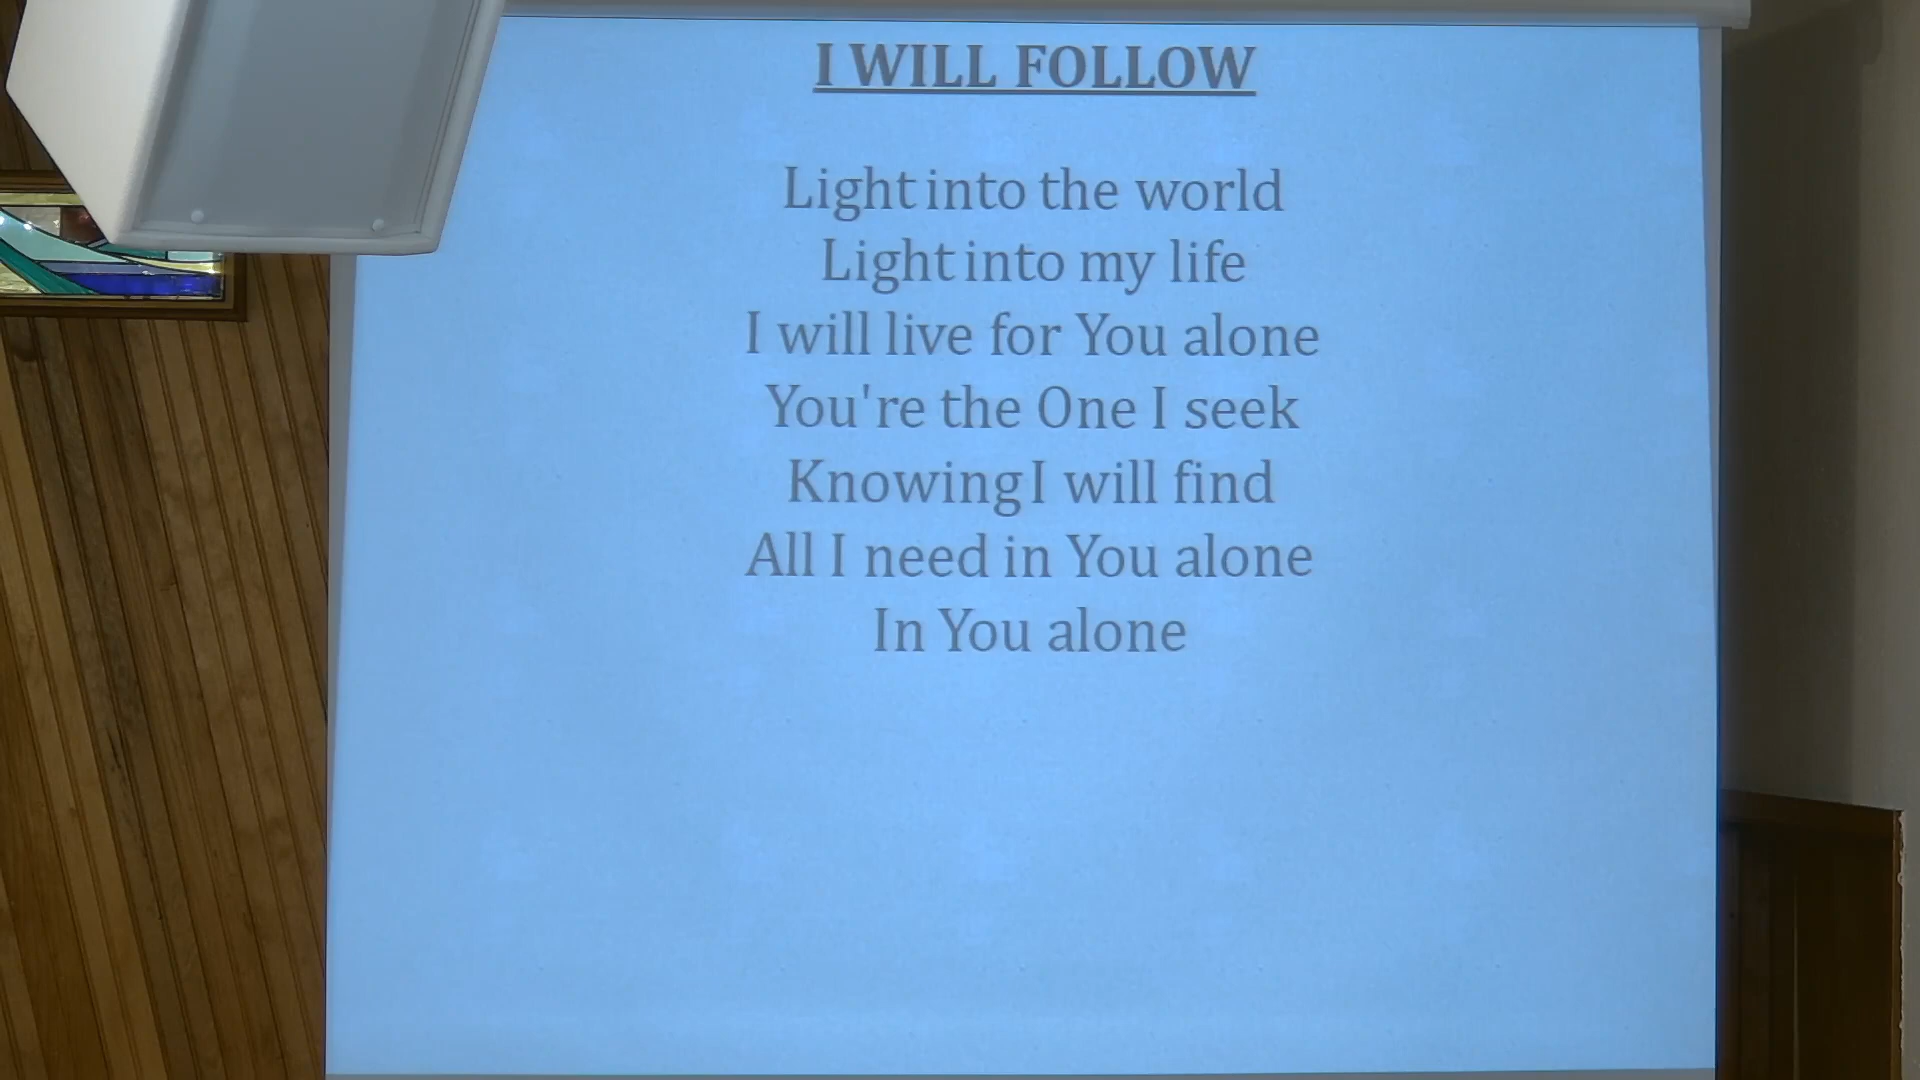 I WILL FOLLOW
Light into the world
Light into my life
I will live for You alone
You're the One I seek
Knowing I will find
All I need in You alone
In You alone